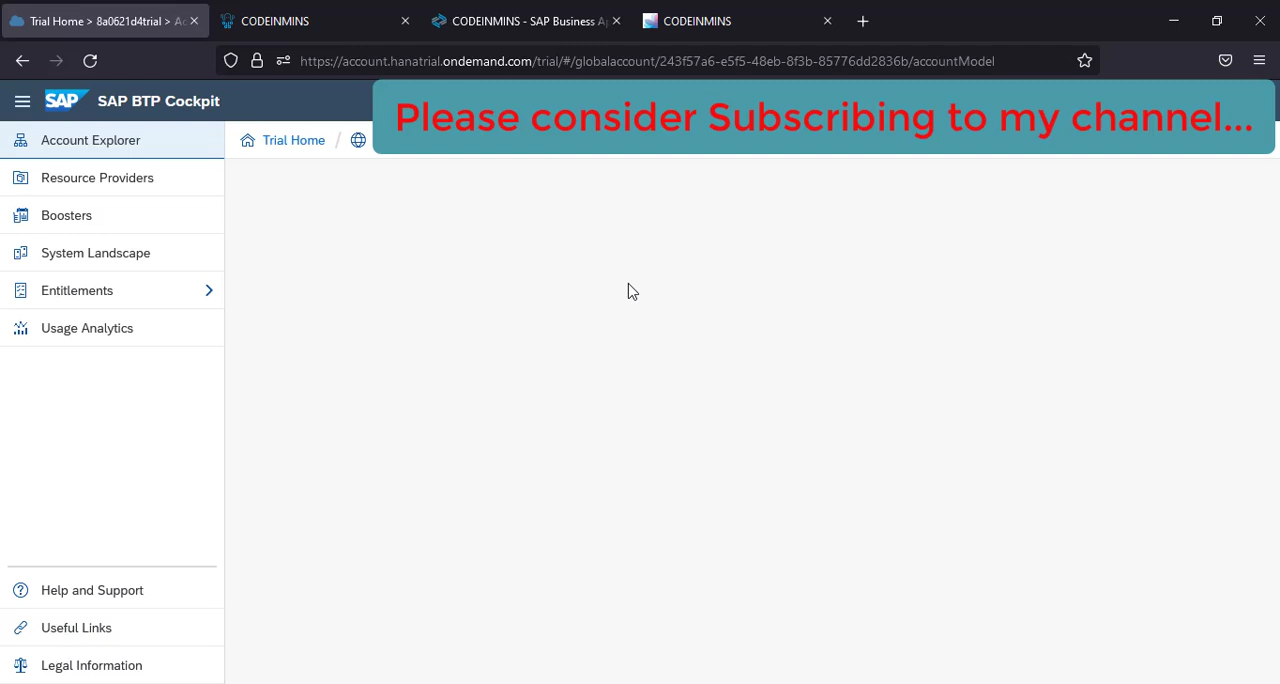 Trial Home > 8a0621d4trial > Ac
CODEINMINS
CODEINMINS - SAP Business Ap
CODEINMINS
https://account.hanatrial.ondemand.com/trial/#/globalaccount/243f57a6-e5f5-48eb-8f3b-85776dd2836b/accountModel
SAP SAP BTP Cockpit
Please consider Subscribing to my channel...
Account Explorer
Trial Home /
Resource Providers
Boosters
System Landscape
Entitlements
Usage Analytics
Help and Support
Useful Links
Legal Information